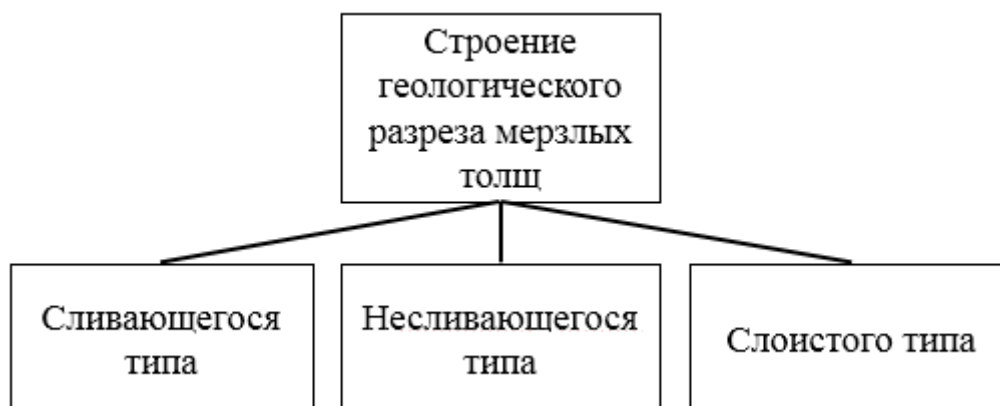 Строение
геологического
разреза мерзлых
толщ
Сливающегося
типа
Несливающегося
типа
Слоистого типа